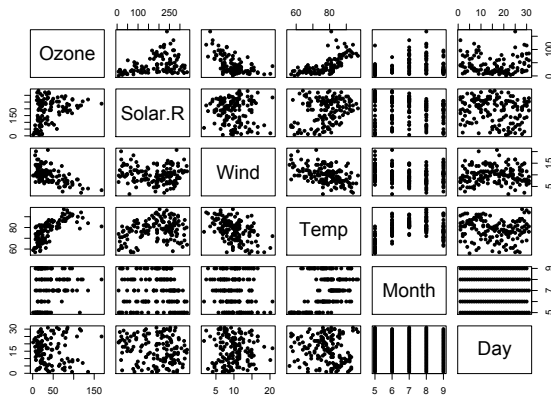 0 100 250 60 80 0 10 20 30
Ozone 0 100
0 150 Solar.R
Wind 5 15
60 80 Temp
Month 5 7 9
0 15 30 Day
0 50 150 5 10 15 20 5 6 7 8 9